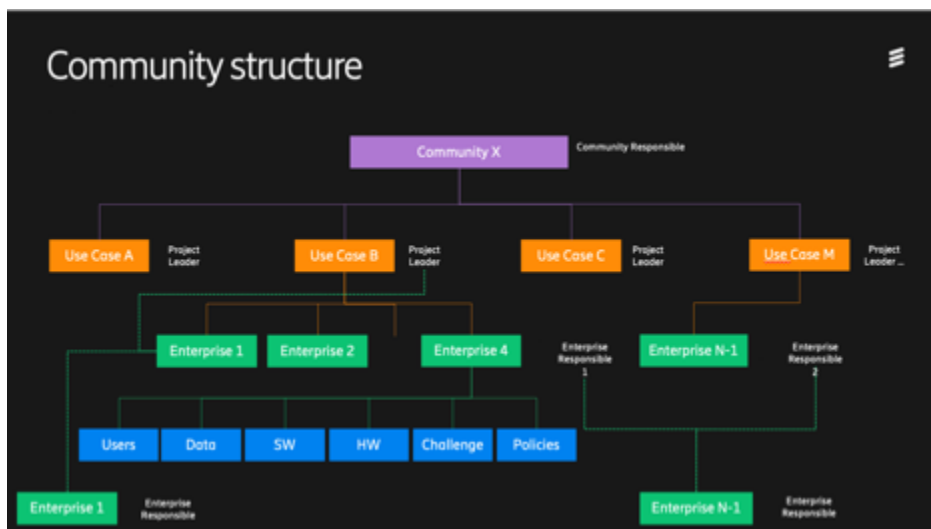 Community structure
Community X
Community Responsible
Use Case A
Project
Leader
Use Case B
Project
Leader
Use Case C
Project
Leader
Use Case M
Project
Leader ...
Enterprise 1
Enterprise 2
Enterprise 4
Enterprise
Responsible
1
Enterprise N-1
Enterprise
Responsible
2
Users
Data
SW
HW
Challenge
Policies
Enterprise 1
Enterprise
Responsible
Enterprise N-1
Enterprise
Responsible